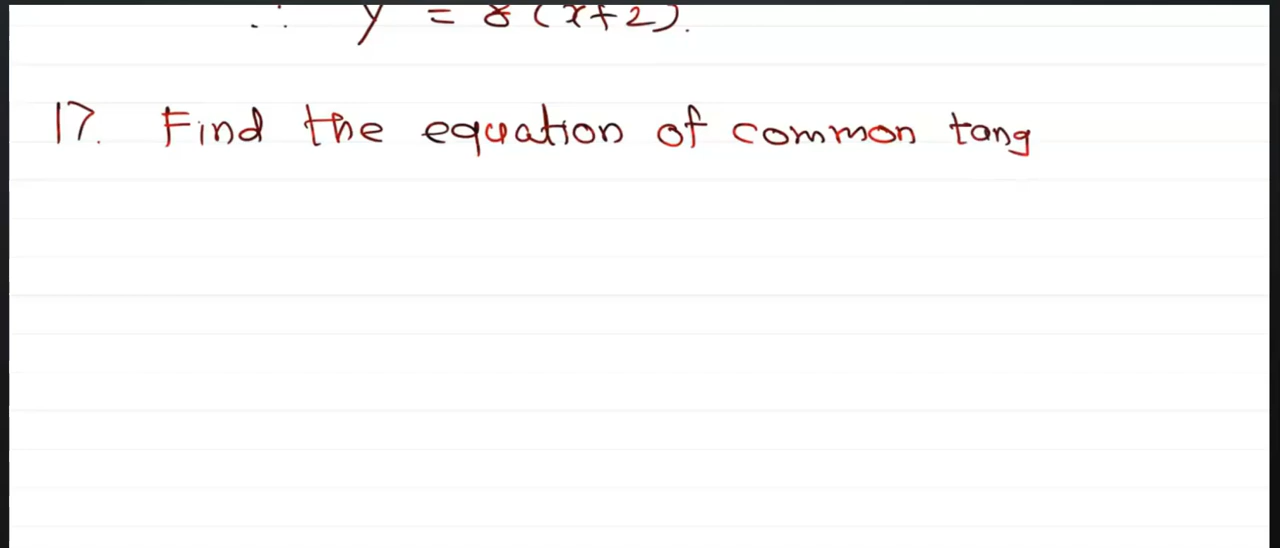 ∴ y = 8(x+2).
17. Find the equation of common tang